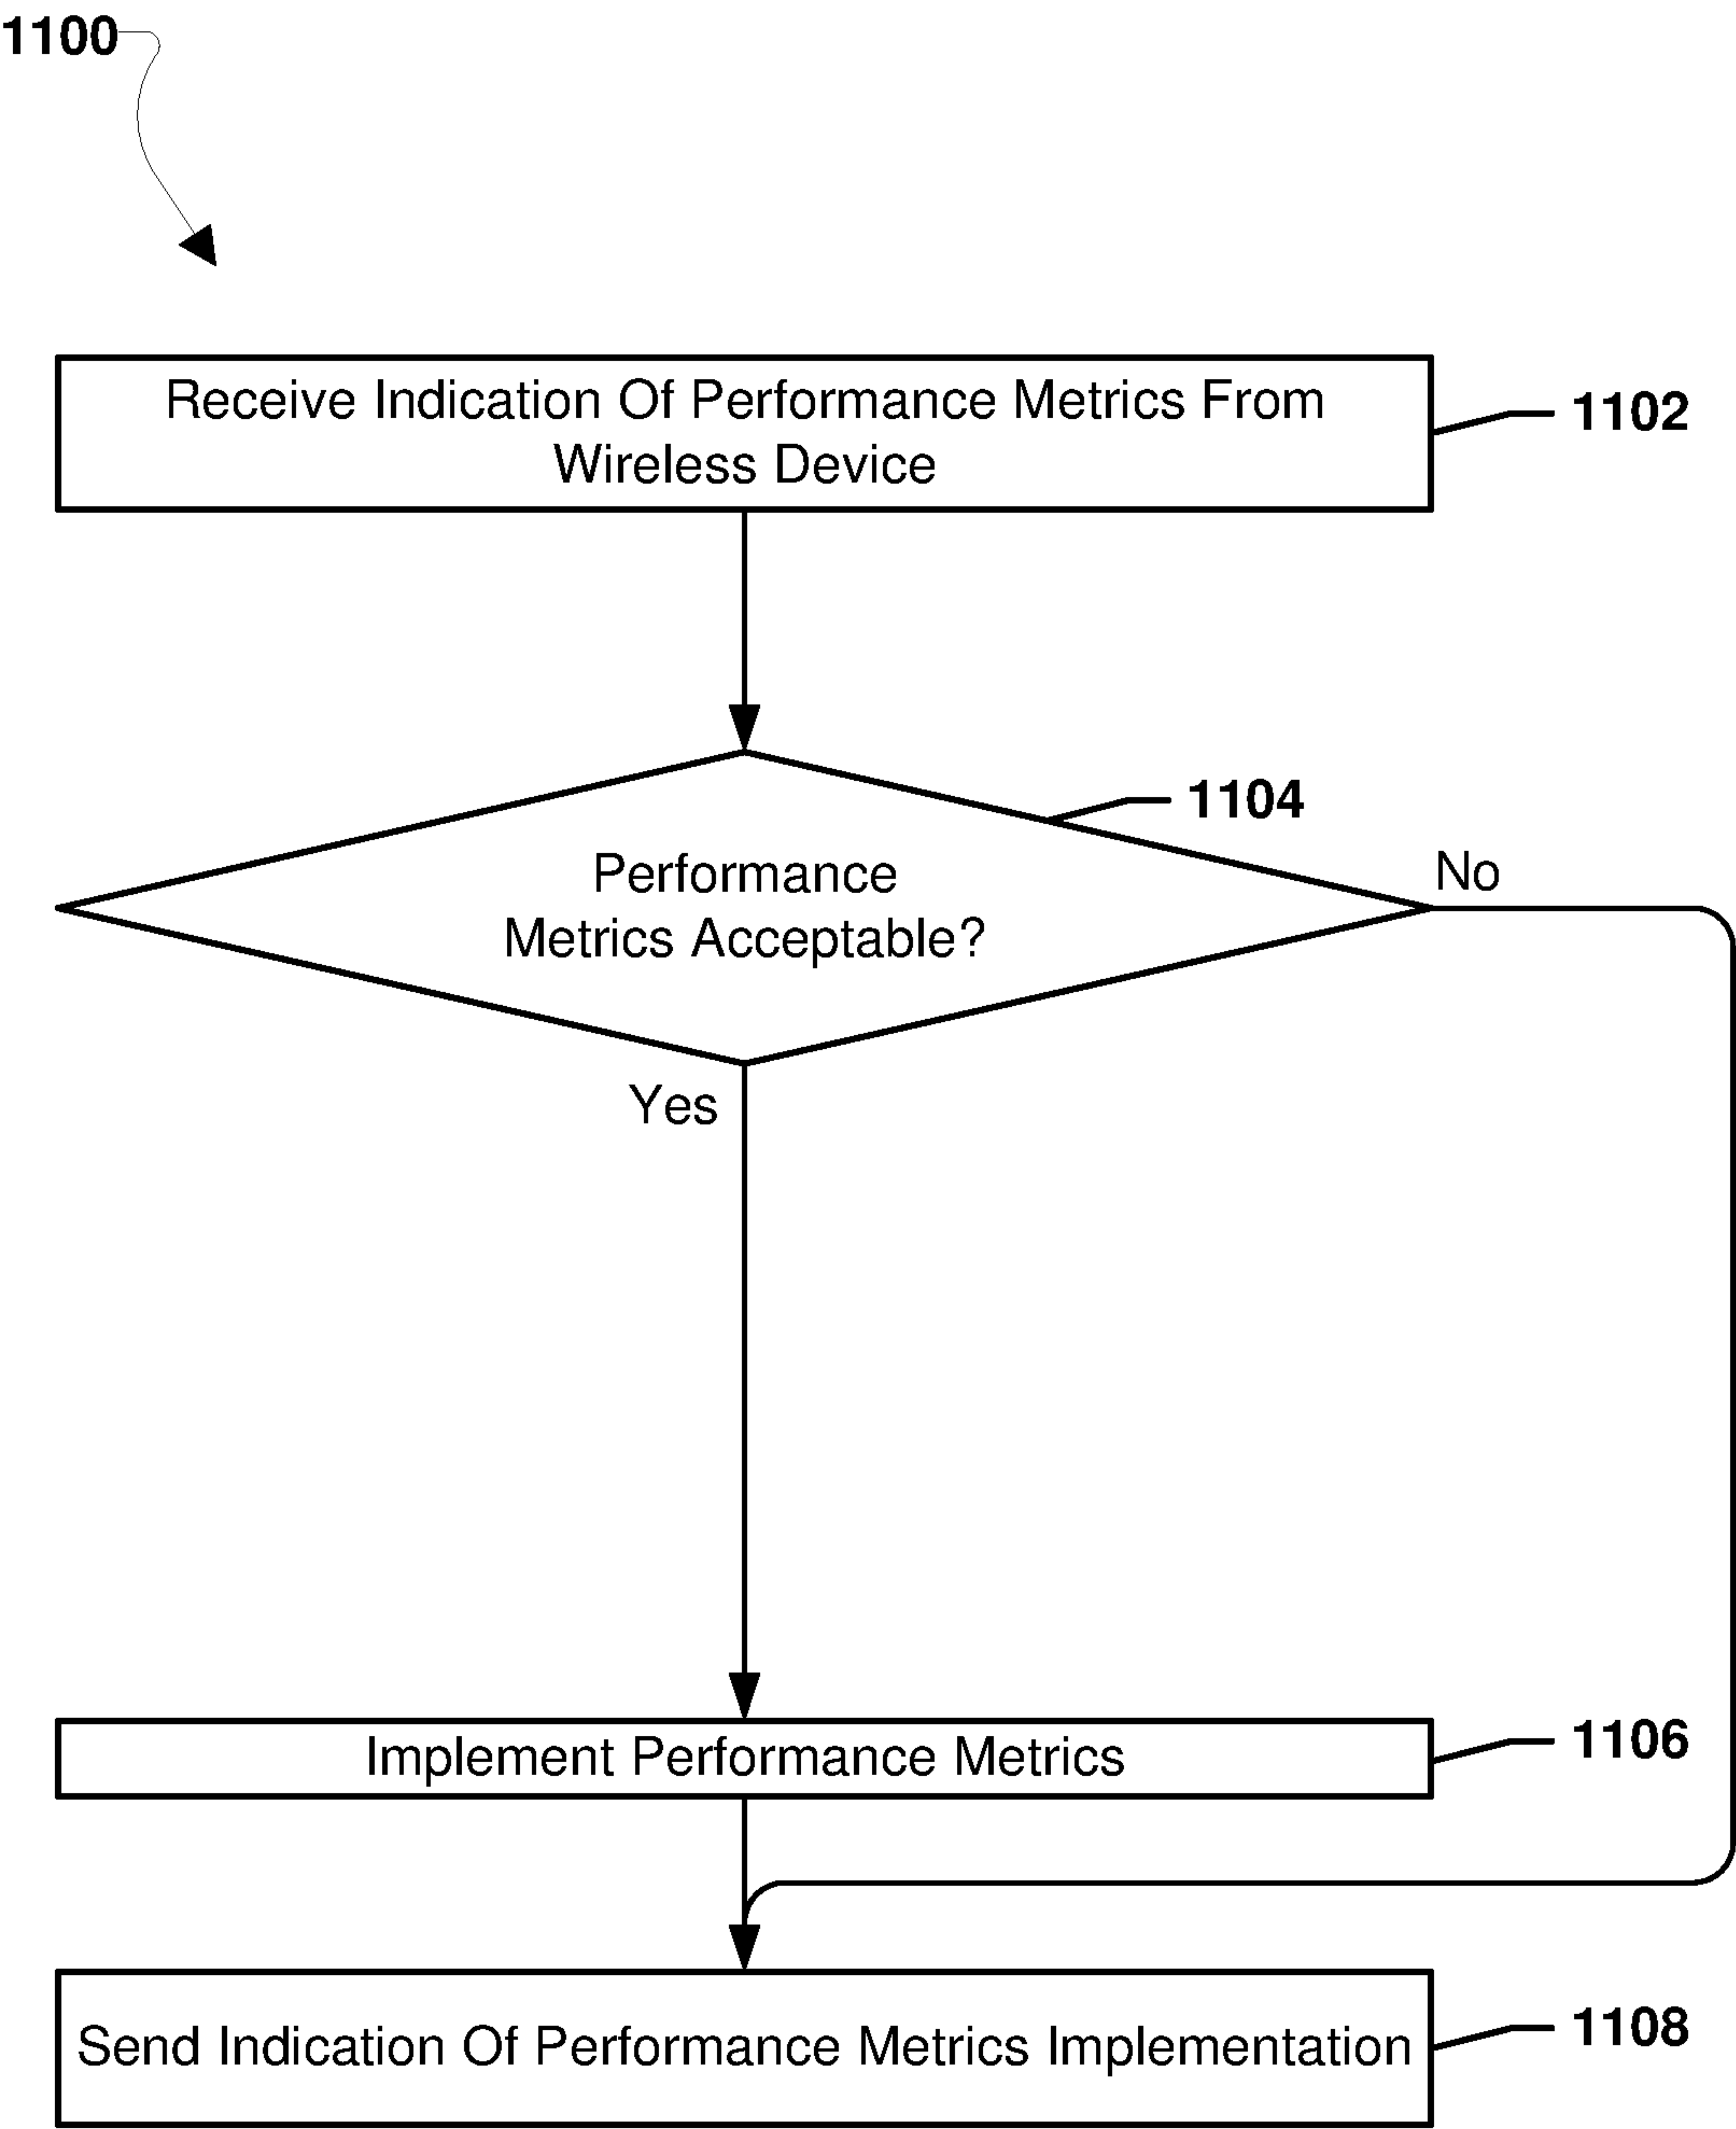 1100
Receive Indication Of Performance Metrics From
Wireless Device
1102
1104
Performance
Metrics Acceptable?
No
Yes
Implement Performance Metrics
1106
Send Indication Of Performance Metrics Implementation
1108